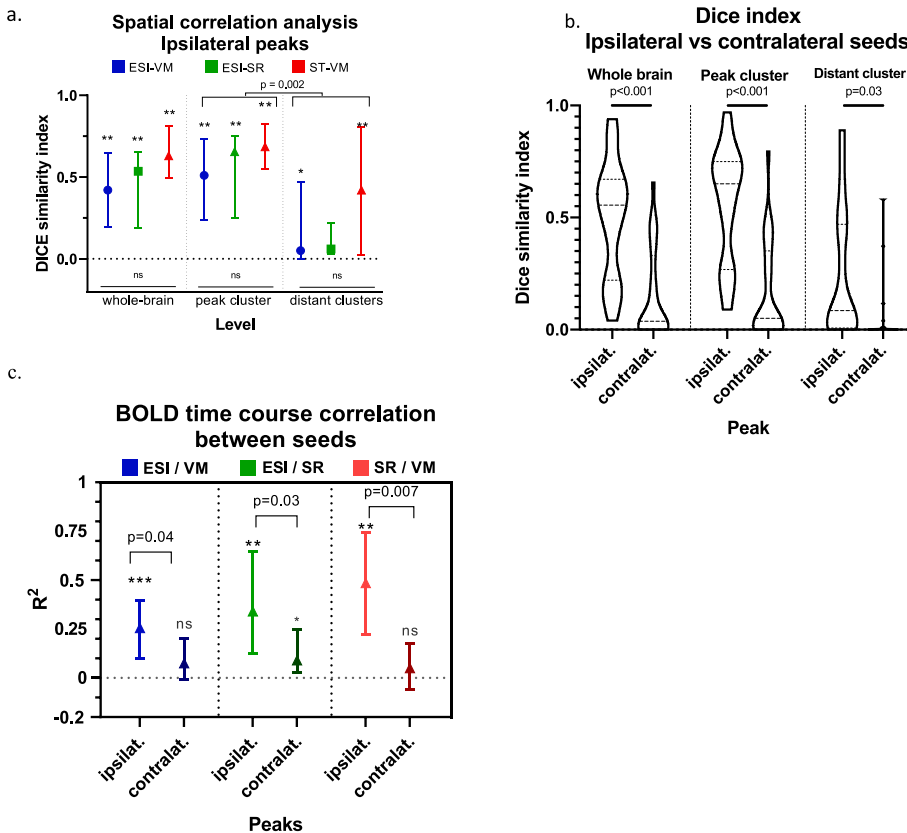 a.
Spatial correlation analysis
Ipsilateral peaks
ESI-VM ESI-SR ST-VM
p = 0.002
** ** ** ** ** ** * **
1.0
0.5
0.0
DICE similarity index
ns ns ns
whole-brain peak cluster distant clusters
Level
b.
Dice index
Ipsilateral vs contralateral seeds
Whole brain Peak cluster Distant cluster
p<0.001 p<0.001 p=0.03
1.0
0.5
0.0
Dice similarity index
ipsilat. contralat. ipsilat. contralat. ipsilat. contralat.
Peak
c.
BOLD time course correlation
between seeds
ESI / VM ESI / SR SR / VM
p=0.04 p=0.03 p=0.007
*** ns ** * ** ns
1
0.75
0.5
0.25
0
-0.2
R²
ipsilat. contralat. ipsilat. contralat. ipsilat. contralat.
Peaks